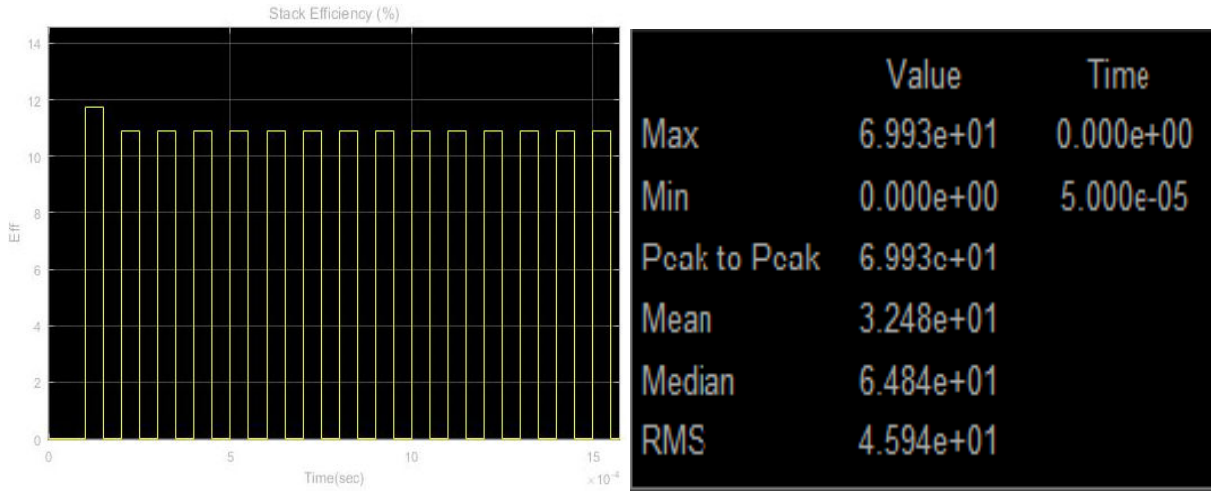 Stack Efficiency (%)
14
12
10
8
6
4
2
0
Eff
0 5 10 15
Time(sec)
×10⁻⁴
Value Time
Max 6.993e+01 0.000e+00
Min 0.000e+00 5.000e-05
Peak to Peak 6.993e+01
Mean 3.248e+01
Median 6.484e+01
RMS 4.594e+01